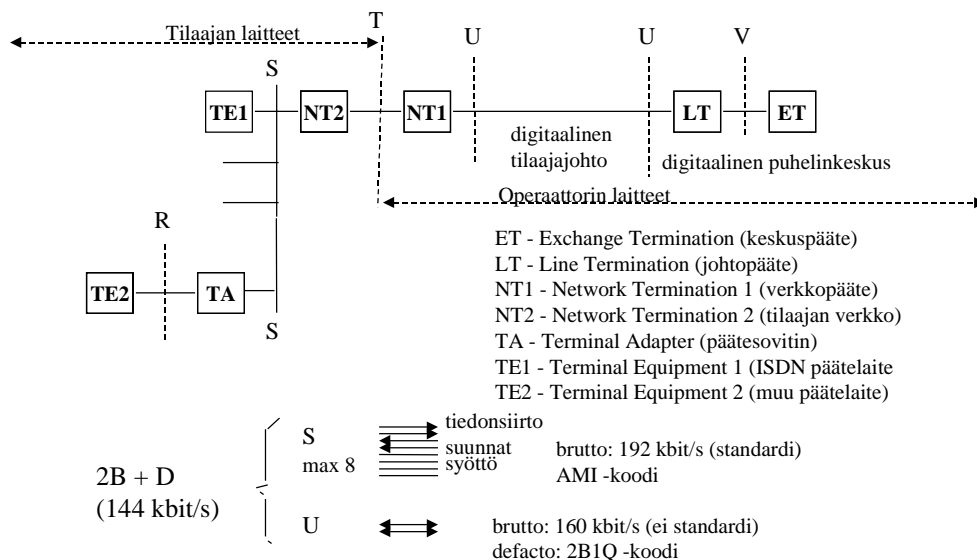 Tilaajan laitteet
T
U
U
V
S
TE1
NT2
NT1
LT
ET
digitaalinen
tilaajajohto
digitaalinen puhelinkeskus
Operaattorin laitteet
R
TE2
TA
S
ET - Exchange Termination (keskuspääte)
LT - Line Termination (johtopääte)
NT1 - Network Termination 1 (verkkopääte)
NT2 - Network Termination 2 (tilaajan verkko)
TA - Terminal Adapter (päätesovitin)
TE1 - Terminal Equipment 1 (ISDN päätelaite
TE2 - Terminal Equipment 2 (muu päätelaite)
2B + D
(144 kbit/s)
S
max 8
tiedonsiirto
suunnat
syöttö
brutto: 192 kbit/s (standardi)
AMI -koodi
U
brutto: 160 kbit/s (ei standardi)
defacto: 2B1Q -koodi